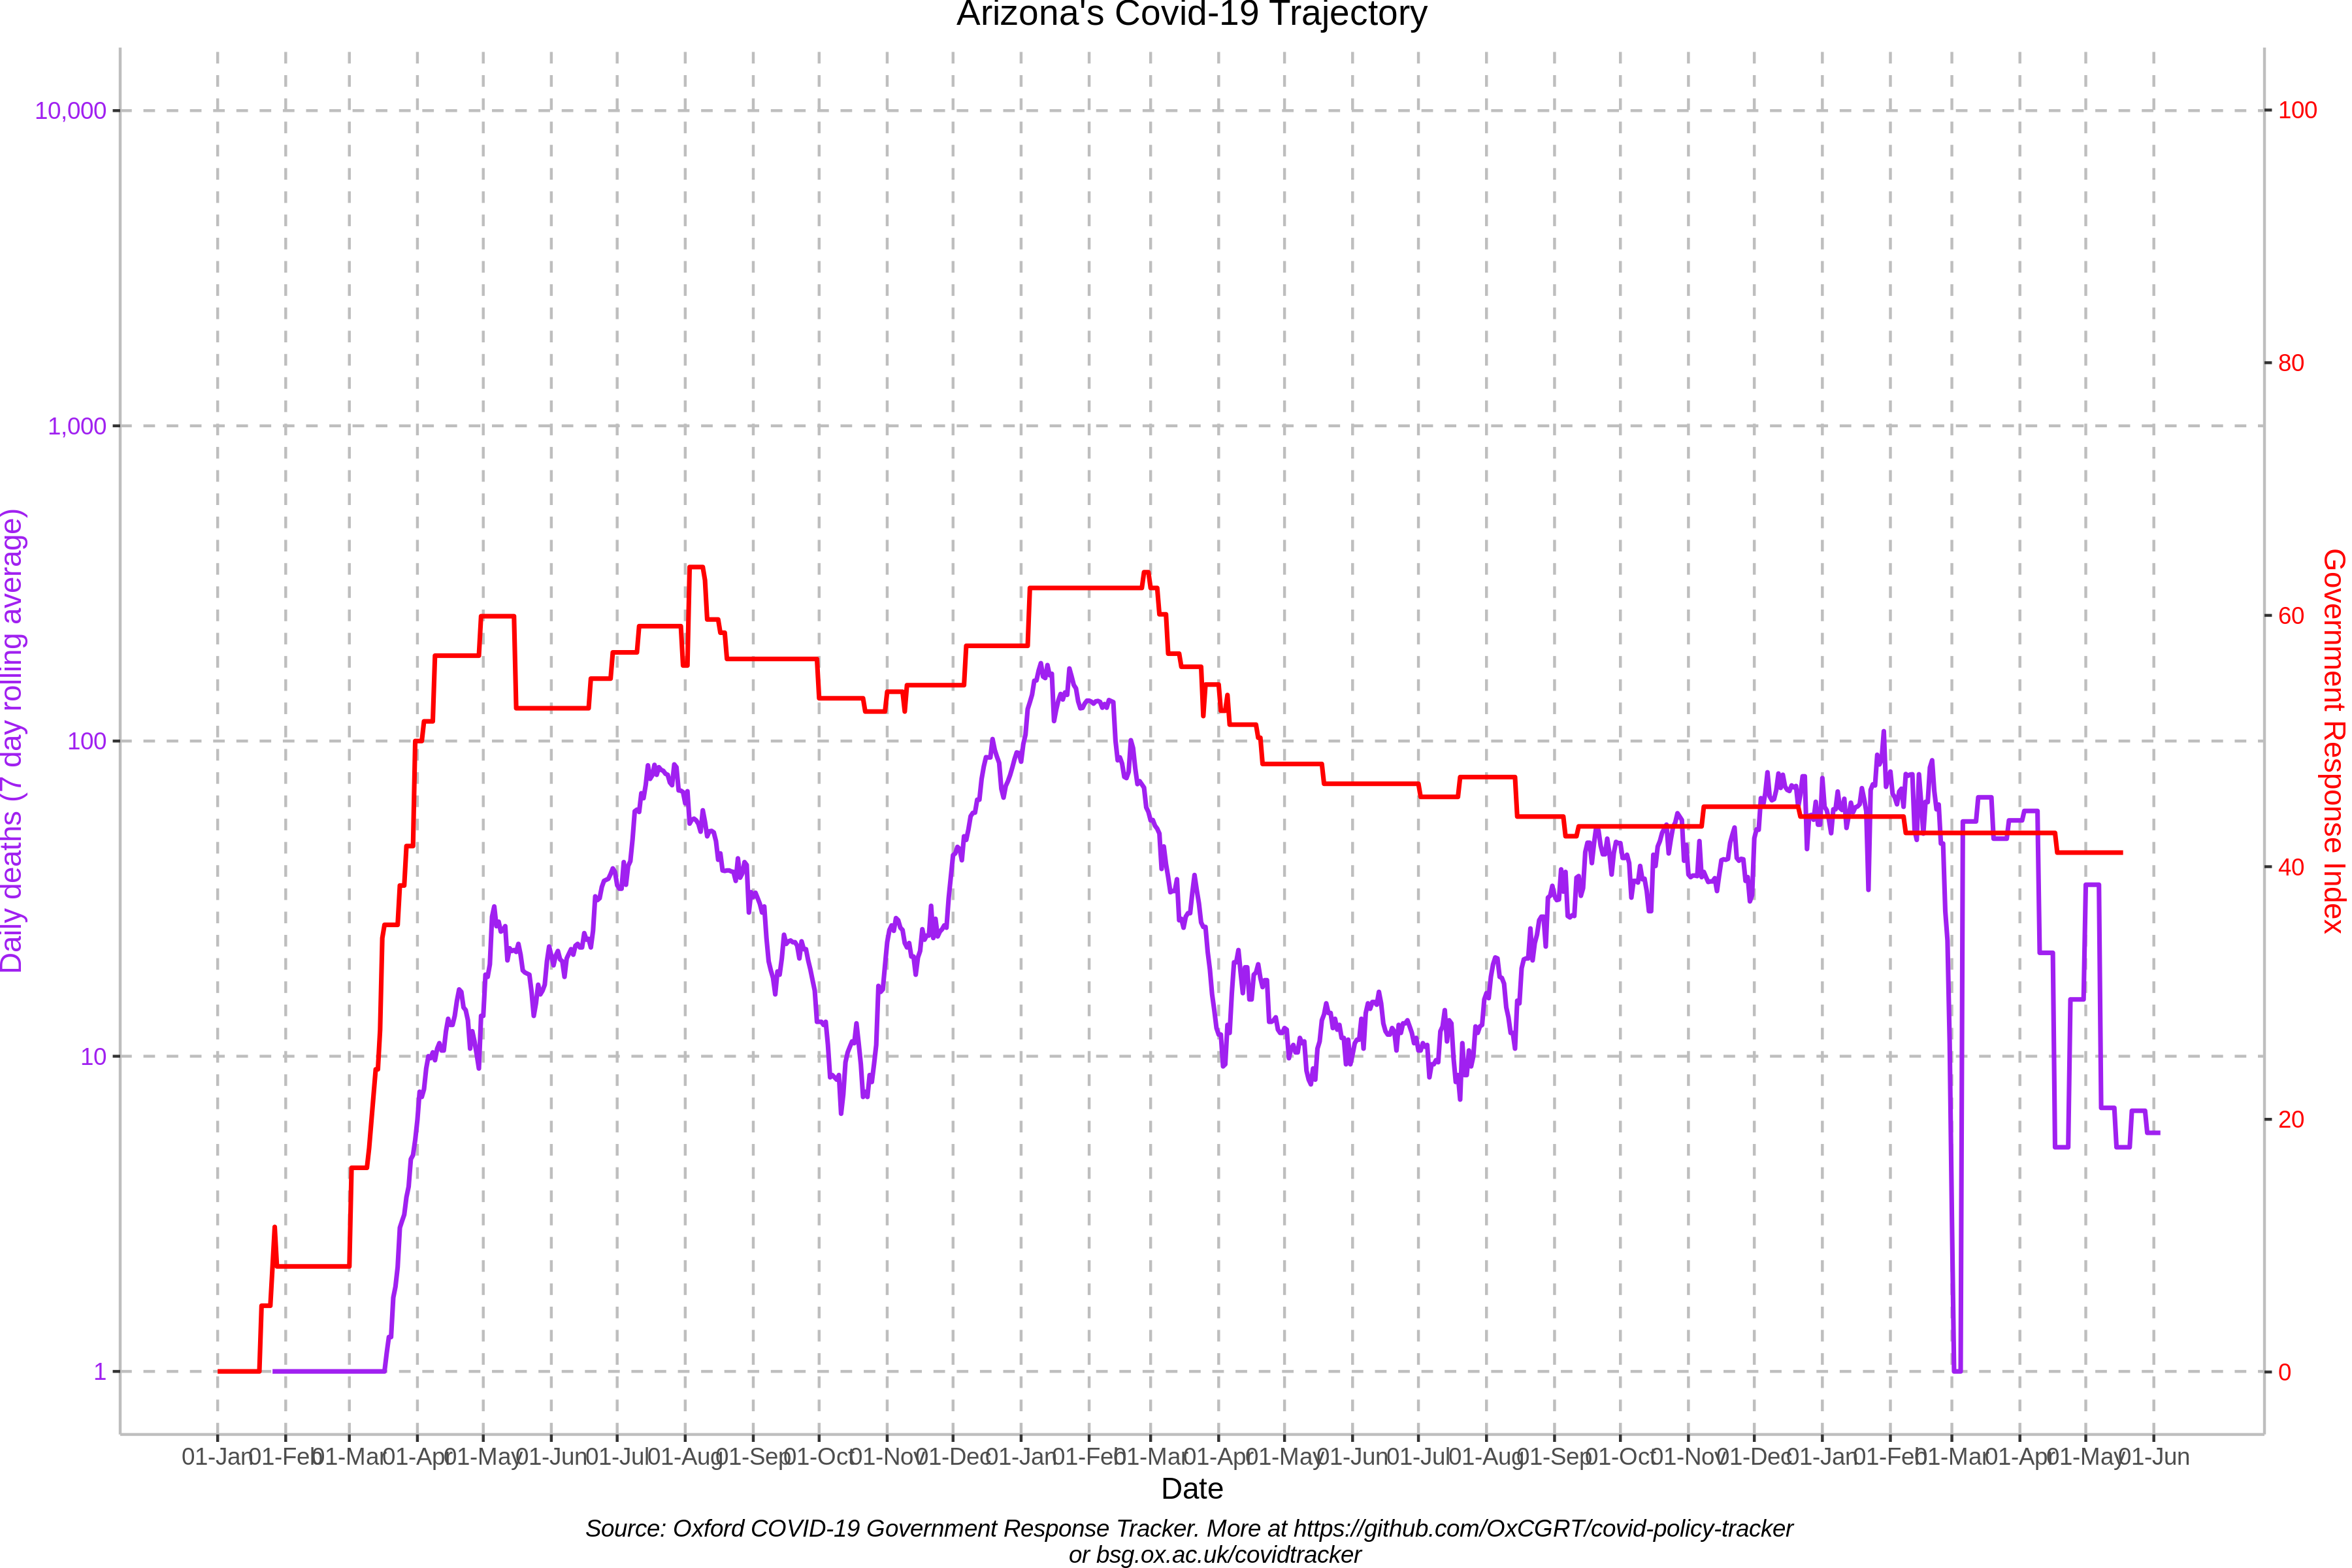 Arizona's Covid-19 Trajectory
Daily deaths (7 day rolling average)
10,000
1,000
100
10
1
100
80
60
40
20
0
Government Response Index
01-Jan 01-Feb 01-Mar 01-Apr 01-May 01-Jun 01-Jul 01-Aug 01-Sep 01-Oct 01-Nov 01-Dec 01-Jan 01-Feb 01-Mar 01-Apr 01-May 01-Jun 01-Jul 01-Aug 01-Sep 01-Oct 01-Nov 01-Dec 01-Jan 01-Feb 01-Mar 01-Apr 01-May 01-Jun
Date
Source: Oxford COVID-19 Government Response Tracker. More at https://github.com/OxCGRT/covid-policy-tracker
or bsg.ox.ac.uk/covidtracker